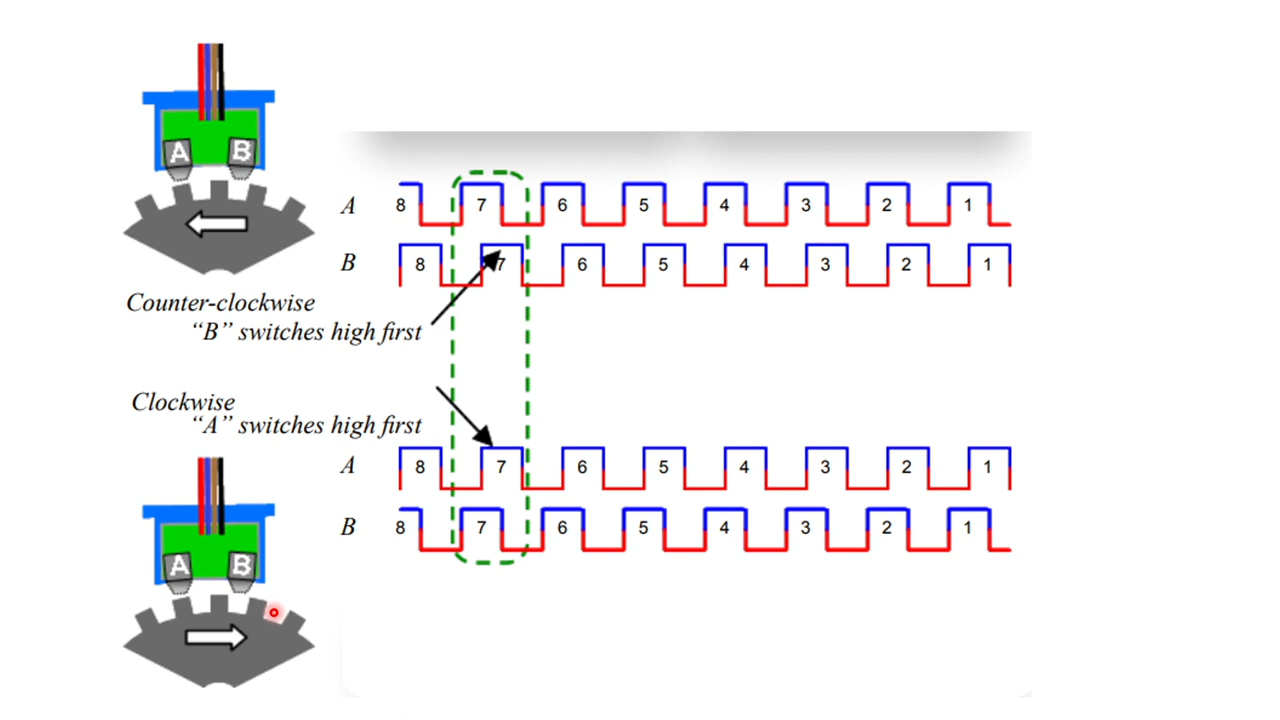 A B
A 8 7 6 5 4 3 2 1
B 8 7 6 5 4 3 2 1
Counter-clockwise
“B” switches high first
Clockwise
“A” switches high first
A 8 7 6 5 4 3 2 1
B 8 7 6 5 4 3 2 1
A B